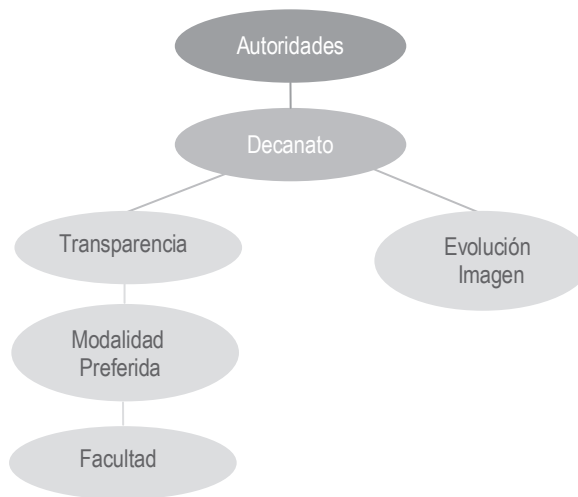 Autoridades
Decanato
Transparencia
Evolución
Imagen
Modalidad
Preferida
Facultad